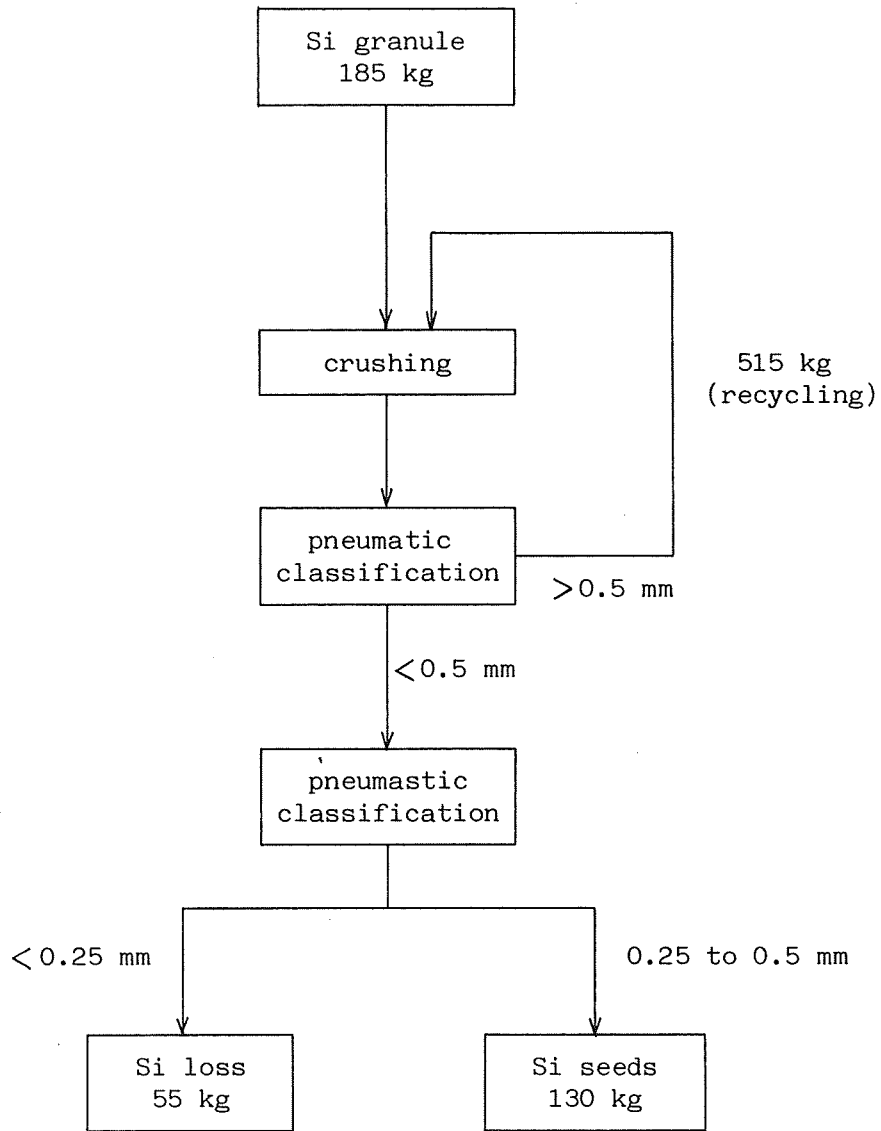 Si granule
185 kg
crushing
515 kg
(recycling)
pneumatic
classification
>0.5 mm
<0.5 mm
pneumastic
classification
<0.25 mm
0.25 to 0.5 mm
Si loss
55 kg
Si seeds
130 kg